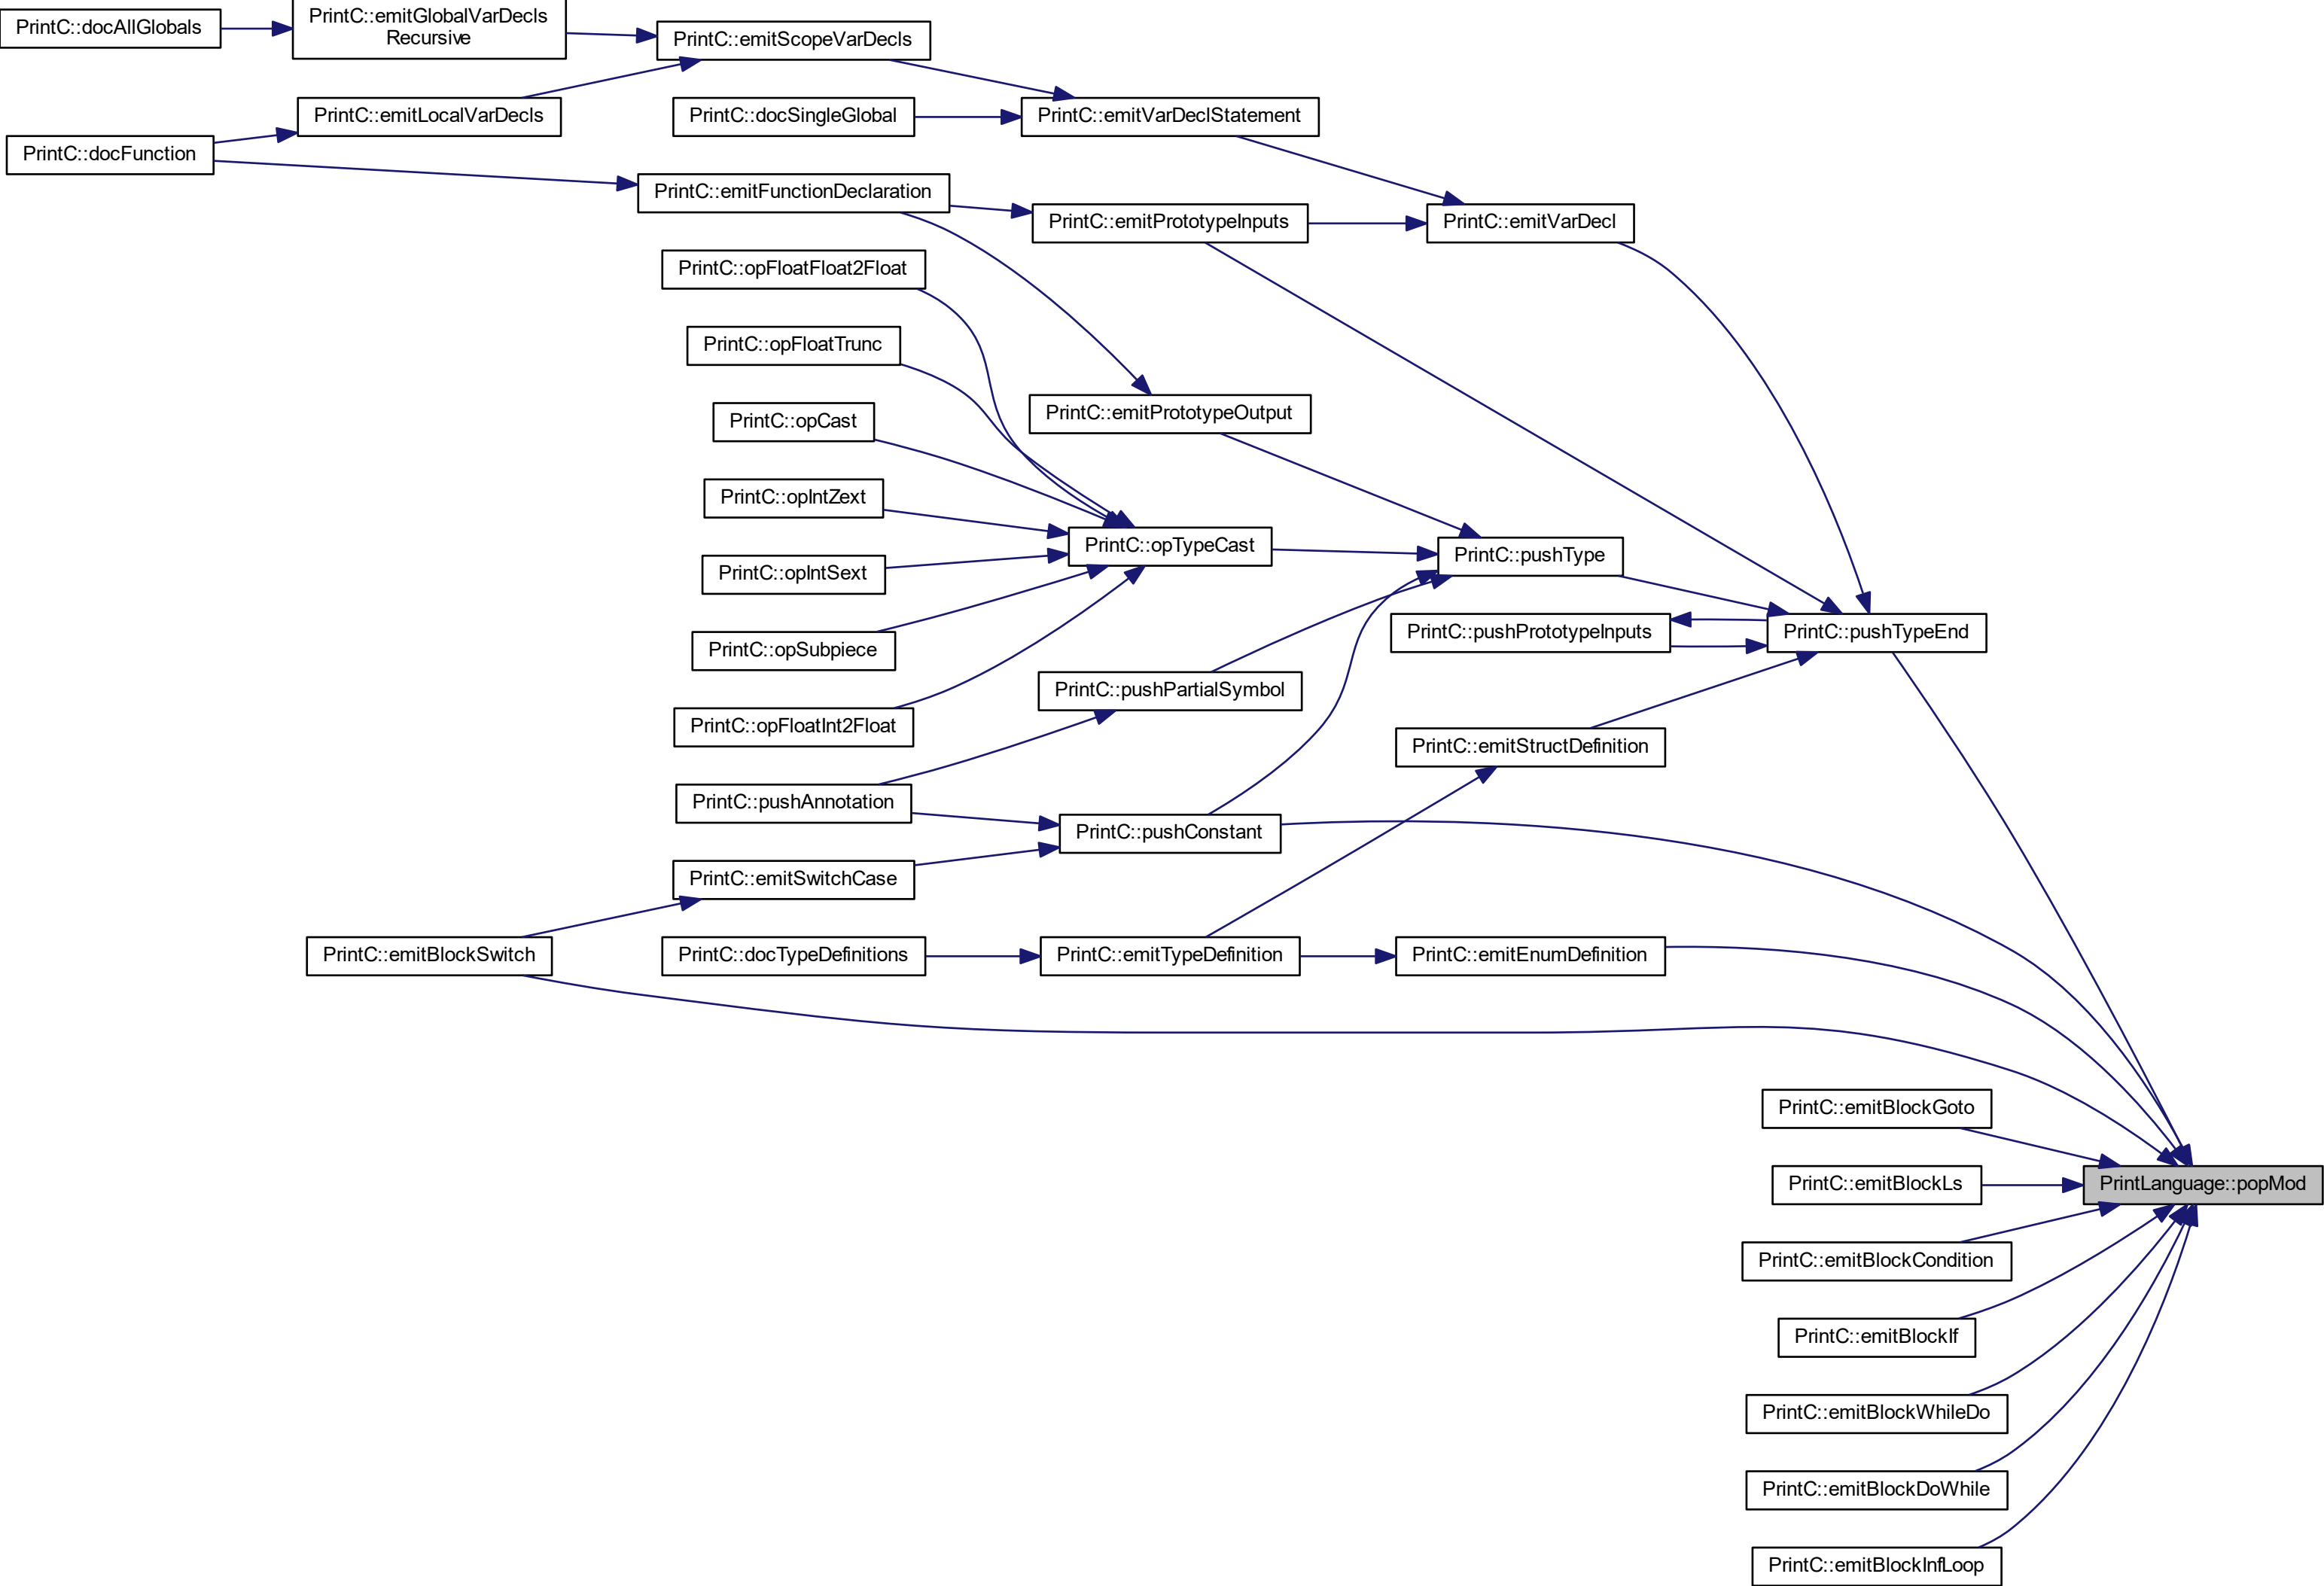 PrintC::docAllGlobals
PrintC::emitGlobalVarDecls
Recursive
PrintC::emitScopeVarDecls
PrintC::emitLocalVarDecls
PrintC::docSingleGlobal
PrintC::emitVarDeclStatement
PrintC::docFunction
PrintC::emitFunctionDeclaration
PrintC::emitPrototypeInputs
PrintC::emitVarDecl
PrintC::opFloatFloat2Float
PrintC::opFloatTrunc
PrintC::opCast
PrintC::emitPrototypeOutput
PrintC::opIntZext
PrintC::opTypeCast
PrintC::pushType
PrintC::opIntSext
PrintC::pushPrototypeInputs
PrintC::pushTypeEnd
PrintC::opSubpiece
PrintC::pushPartialSymbol
PrintC::opFloatInt2Float
PrintC::emitStructDefinition
PrintC::pushAnnotation
PrintC::pushConstant
PrintC::emitSwitchCase
PrintC::emitBlockSwitch
PrintC::docTypeDefinitions
PrintC::emitTypeDefinition
PrintC::emitEnumDefinition
PrintC::emitBlockGoto
PrintC::emitBlockLs
PrintLanguage::popMod
PrintC::emitBlockCondition
PrintC::emitBlockIf
PrintC::emitBlockWhileDo
PrintC::emitBlockDoWhile
PrintC::emitBlockInfLoop